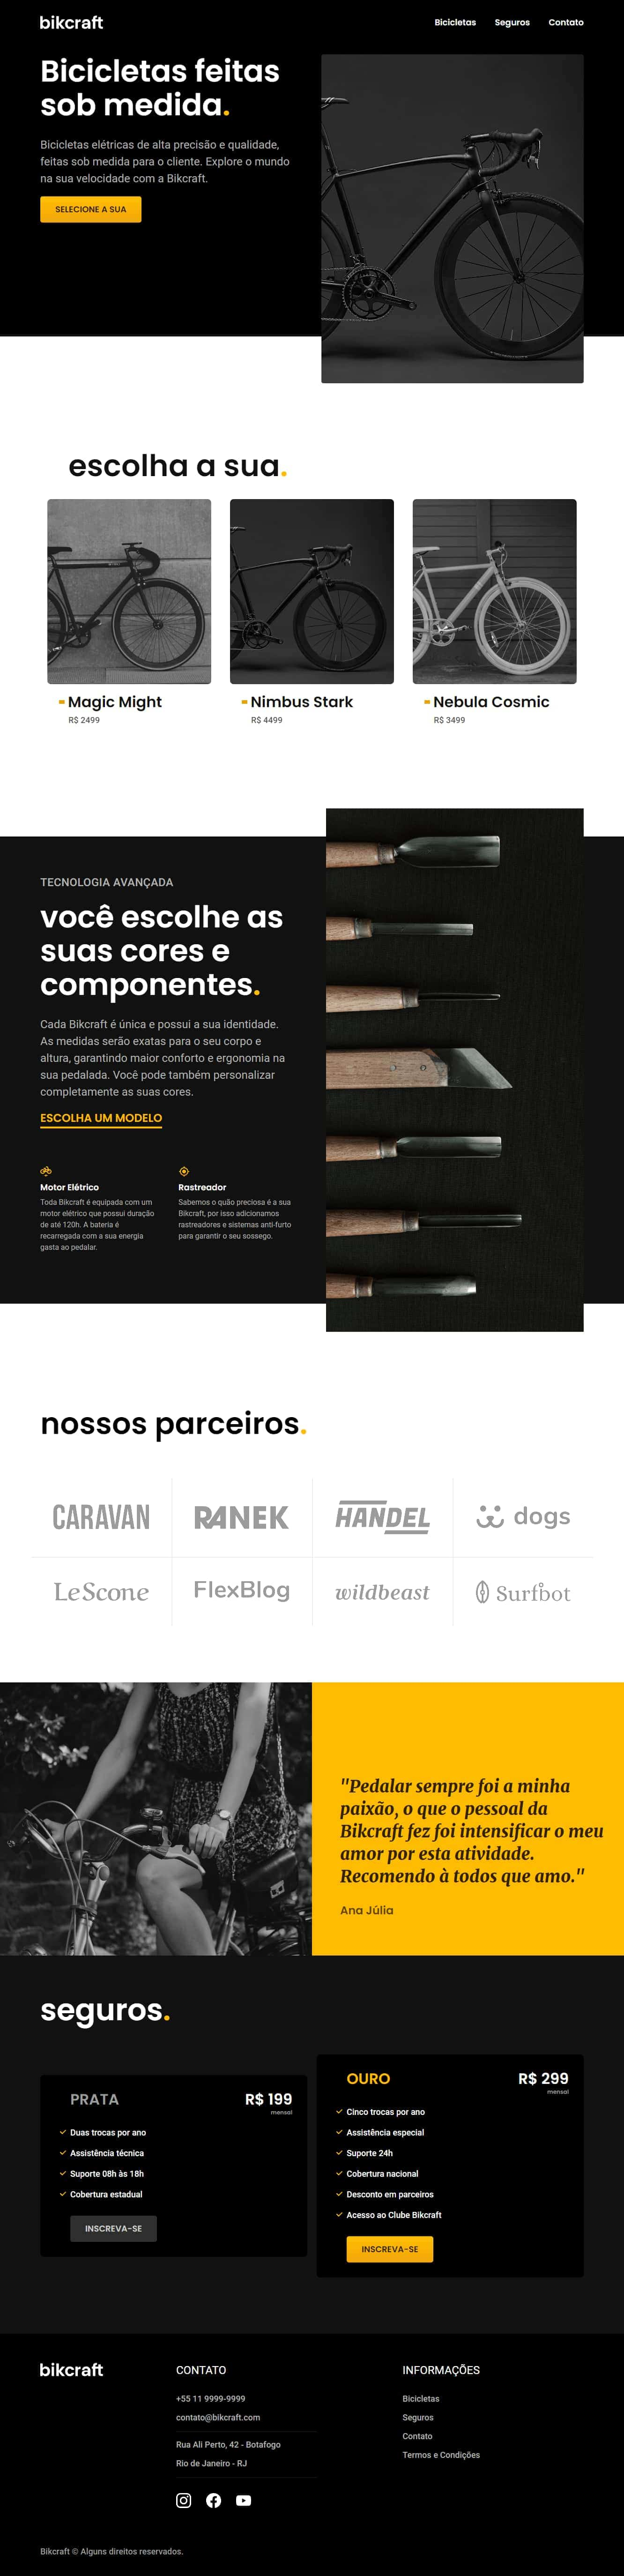 bikcraft
Bicicletas
Seguros
Contato
Bicicletas feitas
sob medida.
Bicicletas elétricas de alta precisão e qualidade,
feitas sob medida para o cliente. Explore o mundo
na sua velocidade com a Bikcraft.
SELECIONE A SUA
escolha a sua.
Magic Might
R$ 2499
Nimbus Stark
R$ 4499
Nebula Cosmic
R$ 3499
TECNOLOGIA AVANÇADA
você escolhe as
suas cores e
componentes.
Cada Bikcraft é única e possui a sua identidade.
As medidas serão exatas para o seu corpo e
altura, garantindo maior conforto e ergonomia na
sua pedalada. Você pode também personalizar
completamente as suas cores.
ESCOLHA UM MODELO
Motor Elétrico
Toda Bikcraft é equipada com um
motor elétrico que possui duração
de até 120h. A bateria é
recarregada com a sua energia
gasta ao pedalar.
Rastreador
Sabemos o quão preciosa é a sua
Bikcraft, por isso adicionamos
rastreadores e sistemas anti-furto
para garantir o seu sossego.
nossos parceiros.
CARAVAN
RANEK
HANDEL
dogs
LeScone
FlexBlog
wildbeast
Surfbot
"Pedalar sempre foi a minha
paixão, o que o pessoal da
Bikcraft fez foi intensificar o meu
amor por esta atividade.
Recomendo à todos que amo."
Ana Júlia
seguros.
PRATA
R$ 199
mensal
Duas trocas por ano
Assistência técnica
Suporte 08h às 18h
Cobertura estadual
INSCREVA-SE
OURO
R$ 299
mensal
Cinco trocas por ano
Assistência especial
Suporte 24h
Cobertura nacional
Desconto em parceiros
Acesso ao Clube Bikcraft
INSCREVA-SE
bikcraft
CONTATO
+55 11 9999-9999
contato@bikcraft.com
Rua Ali Perto, 42 - Botafogo
Rio de Janeiro - RJ
INFORMAÇÕES
Bicicletas
Seguros
Contato
Termos e Condições
Bikcraft © Alguns direitos reservados.